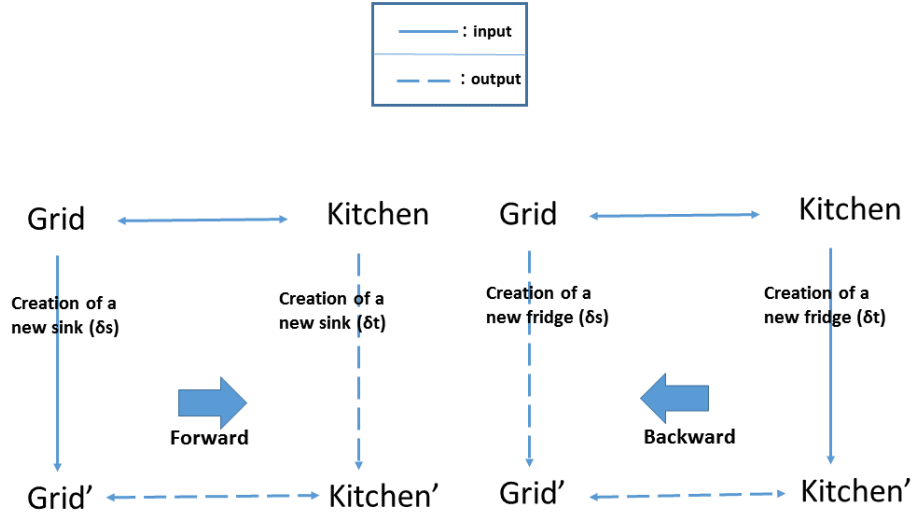 : input
: output
Grid
Kitchen
Creation of a
new sink (δs)
Creation of a
new sink (δt)
Forward
Grid’
Kitchen’
Grid
Kitchen
Creation of a
new fridge (δs)
Creation of a
new fridge (δt)
Backward
Grid’
Kitchen’